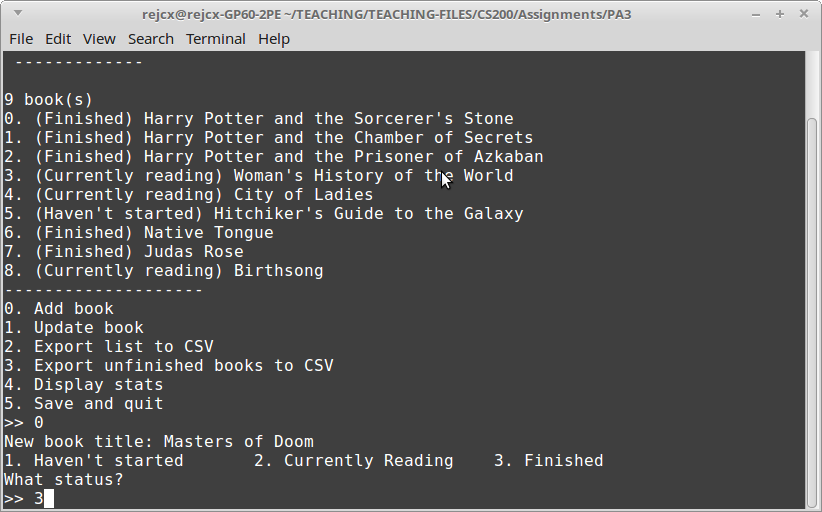 rejcx@rejcx-GP60-2PE ~/TEACHING/TEACHING-FILES/CS200/Assignments/PA3
File Edit View Search Terminal Help
-------------
9 book(s)
0. (Finished) Harry Potter and the Sorcerer's Stone
1. (Finished) Harry Potter and the Chamber of Secrets
2. (Finished) Harry Potter and the Prisoner of Azkaban
3. (Currently reading) Woman's History of the World
4. (Currently reading) City of Ladies
5. (Haven't started) Hitchiker's Guide to the Galaxy
6. (Finished) Native Tongue
7. (Finished) Judas Rose
8. (Currently reading) Birthsong
--------------------
0. Add book
1. Update book
2. Export list to CSV
3. Export unfinished books to CSV
4. Display stats
5. Save and quit
>> 0
New book title: Masters of Doom
1. Haven't started       2. Currently Reading    3. Finished
What status?
>> 3